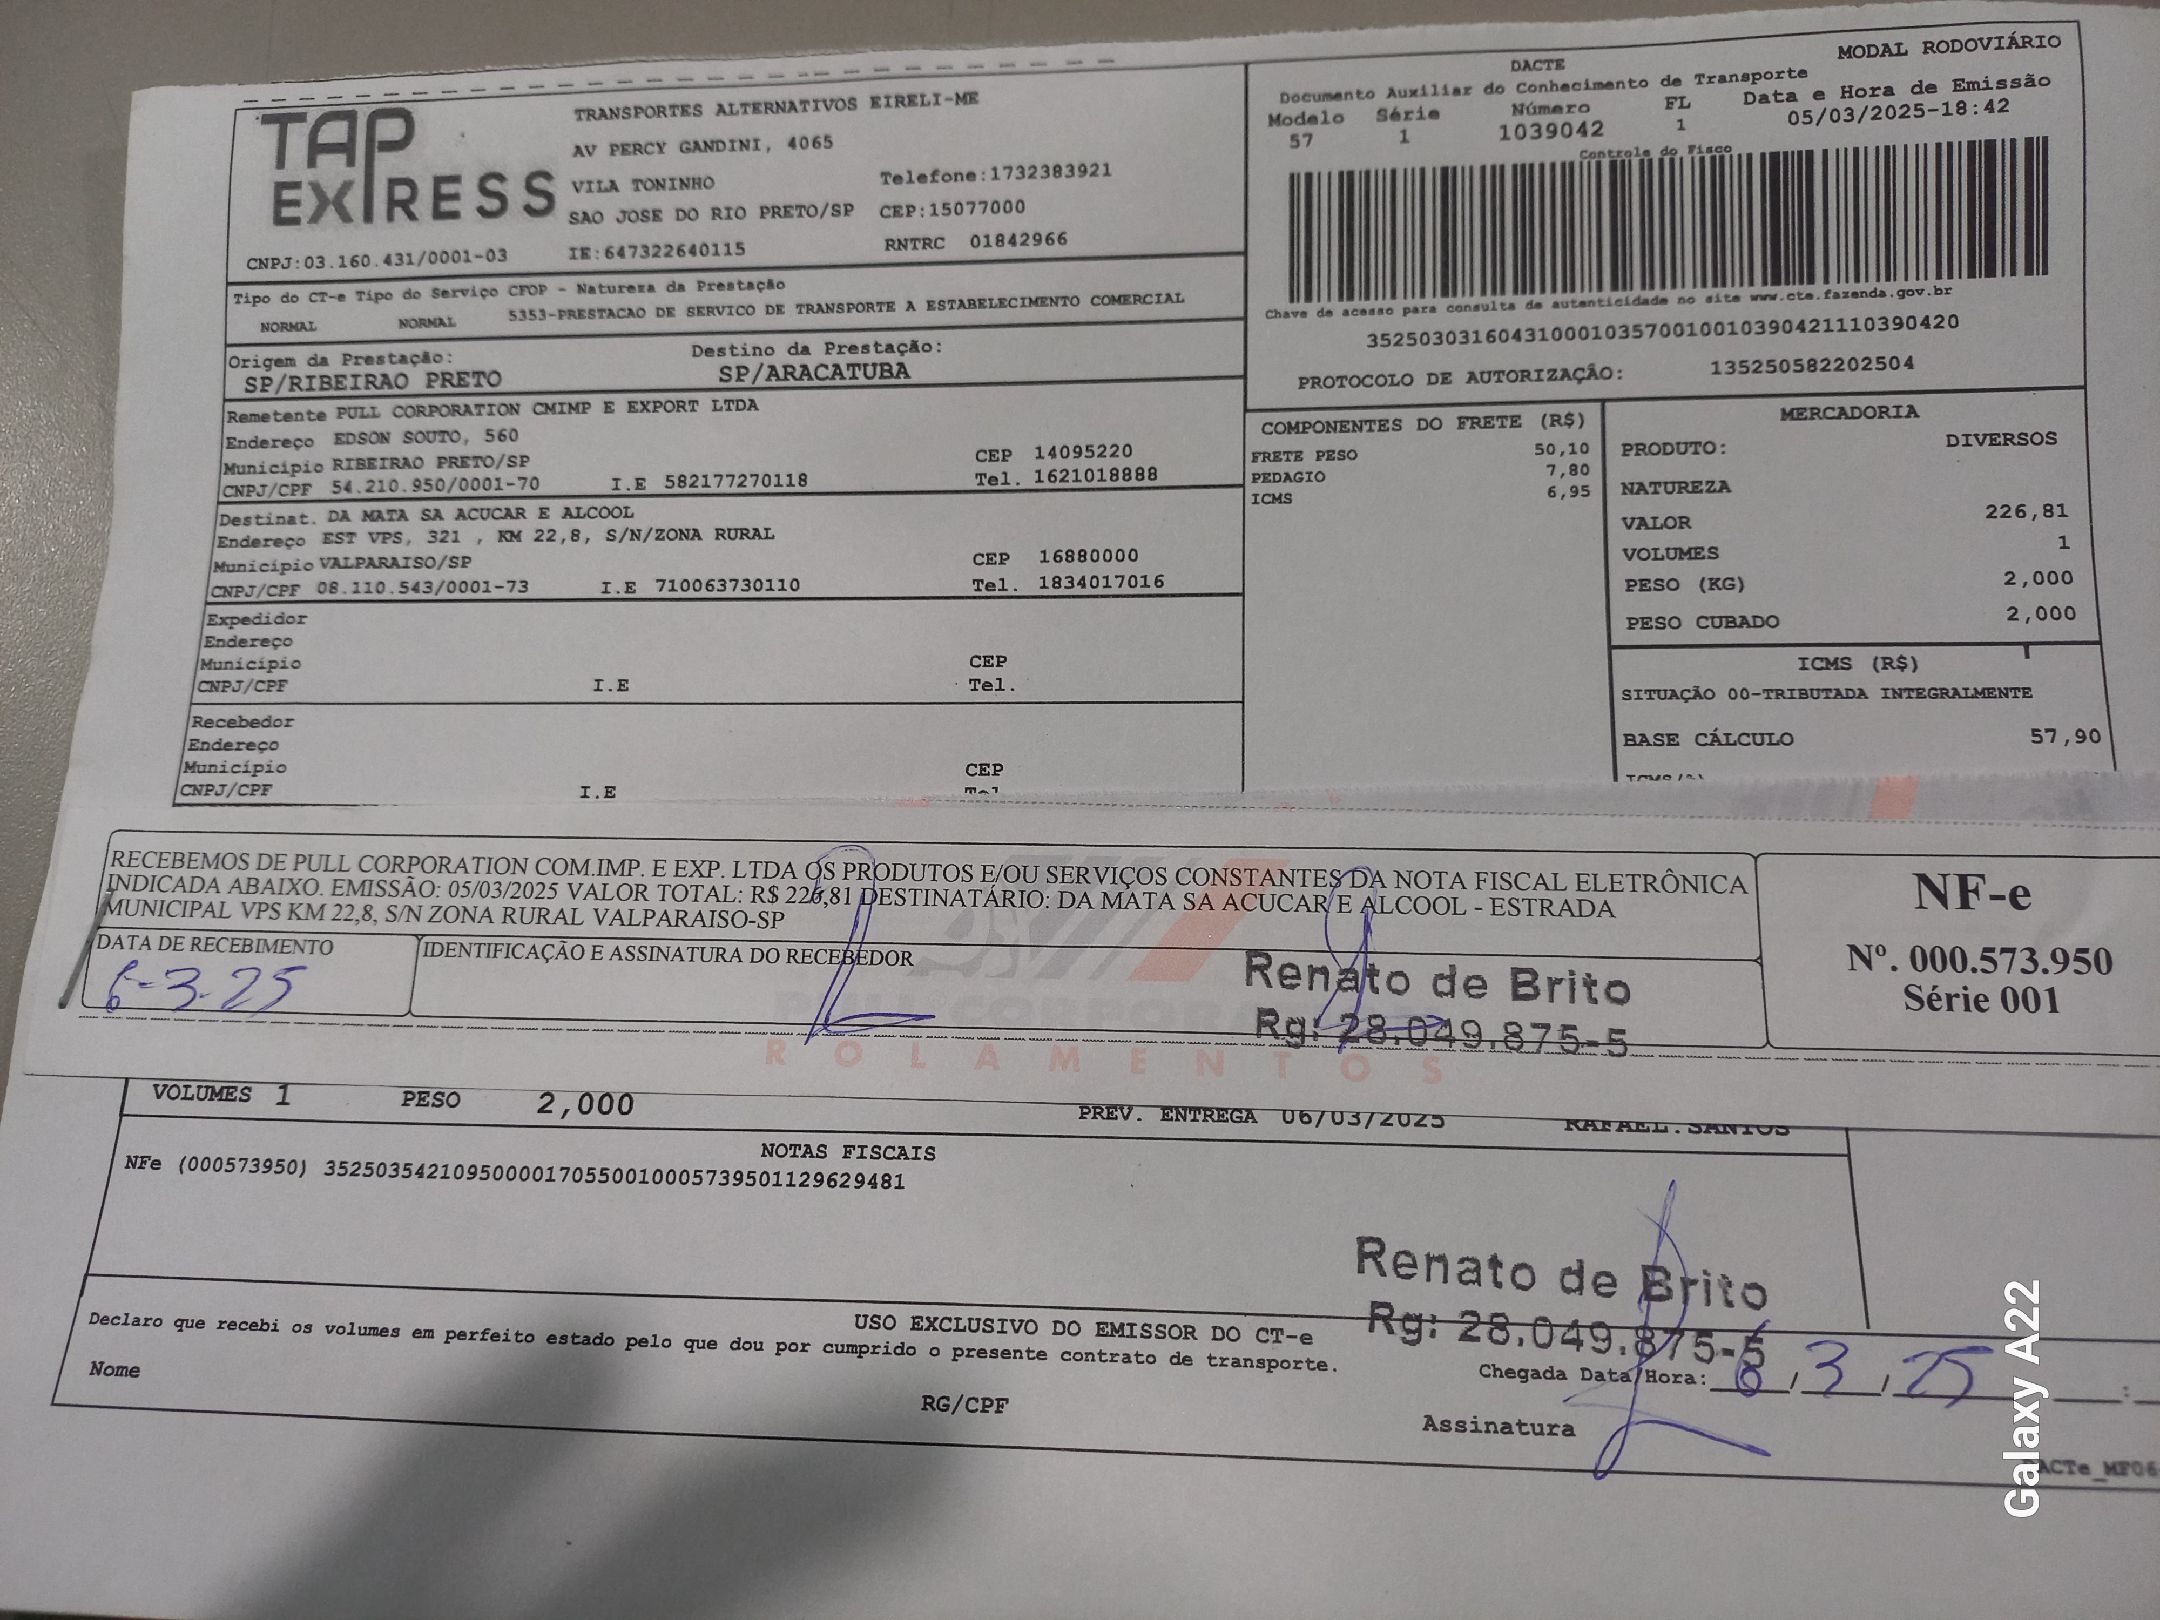 TAP EXPRESS
TRANSPORTES ALTERNATIVOS EIRELI-ME
AV PERCY GANDINI, 4065
VILA TONINHO Telefone:1732383921
SAO JOSE DO RIO PRETO/SP CEP:15077000
CNPJ:03.160.431/0001-03 IE:647322640115 RNTRC 01842966
MODAL RODOVIÁRIO
DACTE
Documento Auxiliar do Conhecimento de Transporte
Modelo Série Número FL Data e Hora de Emissão
57 1 1039042 1 05/03/2025-18:42
Controle do Fisco
Chave de acesso para consulta de autenticidade no site www.cte.fazenda.gov.br
35250303160431000103570010010390421110390420
PROTOCOLO DE AUTORIZAÇÃO: 135250582202504
Tipo do CT-e Tipo do Serviço CFOP - Natureza da Prestação
NORMAL NORMAL 5353-PRESTACAO DE SERVICO DE TRANSPORTE A ESTABELECIMENTO COMERCIAL
Origem da Prestação: Destino da Prestação:
SP/RIBEIRAO PRETO SP/ARACATUBA
Remetente PULL CORPORATION CMIMP E EXPORT LTDA
Endereço EDSON SOUTO, 560
Município RIBEIRAO PRETO/SP CEP 14095220
CNPJ/CPF 54.210.950/0001-70 I.E 582177270118 Tel. 1621018888
Destinat. DA MATA SA ACUCAR E ALCOOL
Endereço EST VPS, 321 , KM 22,8, S/N/ZONA RURAL
Município VALPARAISO/SP CEP 16880000
CNPJ/CPF 08.110.543/0001-73 I.E 710063730110 Tel. 1834017016
Expedidor
Endereço
Município CEP
CNPJ/CPF I.E Tel.
Recebedor
Endereço
Município CEP
CNPJ/CPF I.E Tel
COMPONENTES DO FRETE (R$)
FRETE PESO 50,10
PEDAGIO 7,80
ICMS 6,95
MERCADORIA
PRODUTO: DIVERSOS
NATUREZA
VALOR 226,81
VOLUMES 1
PESO (KG) 2,000
PESO CUBADO 2,000
ICMS (R$)
SITUAÇÃO 00-TRIBUTADA INTEGRALMENTE
BASE CÁLCULO 57,90
RECEBEMOS DE PULL CORPORATION COM.IMP. E EXP. LTDA OS PRODUTOS E/OU SERVIÇOS CONSTANTES DA NOTA FISCAL ELETRÔNICA
INDICADA ABAIXO. EMISSÃO: 05/03/2025 VALOR TOTAL: R$ 226,81 DESTINATÁRIO: DA MATA SA ACUCAR E ALCOOL - ESTRADA
MUNICIPAL VPS KM 22,8, S/N ZONA RURAL VALPARAISO-SP
DATA DE RECEBIMENTO IDENTIFICAÇÃO E ASSINATURA DO RECEBEDOR
6-3-25
Renato de Brito
Rg: 28.049.875-5
NF-e
Nº. 000.573.950
Série 001
ROLAMENTOS
VOLUMES 1 PESO 2,000 PREV. ENTREGA 06/03/2025 RAFAEL.SANTOS
NOTAS FISCAIS
NFe (000573950) 35250354210950000170550010005739501129629481
Renato de Brito
Rg: 28.049.875-5
USO EXCLUSIVO DO EMISSOR DO CT-e
Declaro que recebi os volumes em perfeito estado pelo que dou por cumprido o presente contrato de transporte.
Chegada Data/Hora: 6/3/25
Nome RG/CPF Assinatura
ACTe_MF06
Galaxy A22